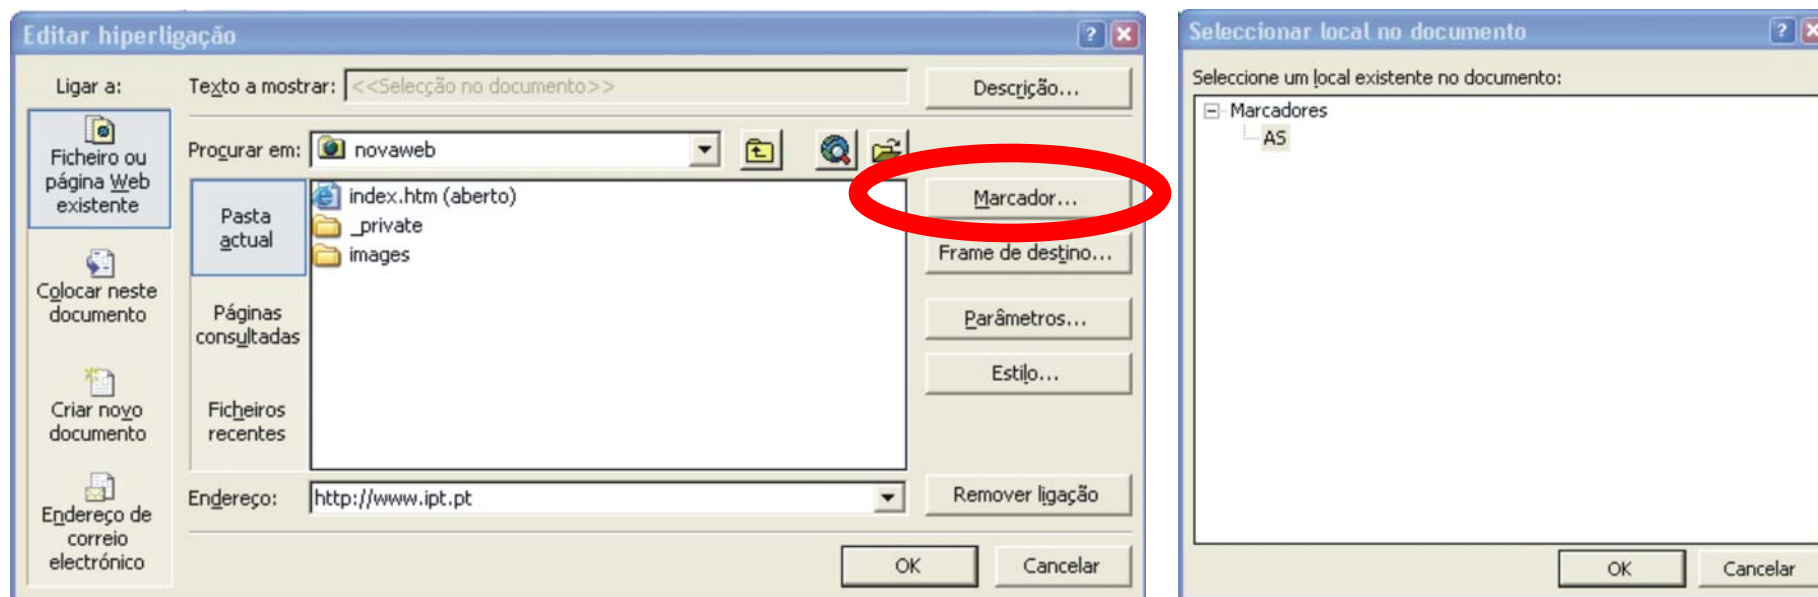 Editar hiperligação
Ligar a:
Texto a mostrar:
<<Selecção no documento>>
Descrição...
Ficheiro ou
página Web
existente
Colocar neste
documento
Criar novo
documento
Endereço de
correio
electrónico
Procurar em:
novaweb
Pasta
actual
Páginas
consultadas
Ficheiros
recentes
index.htm (aberto)
_private
images
Marcador...
Frame de destino...
Parâmetros...
Estilo...
Endereço:
http://www.ipt.pt
Remover ligação
OK
Cancelar
Seleccionar local no documento
Seleccione um local existente no documento:
Marcadores
AS
OK
Cancelar